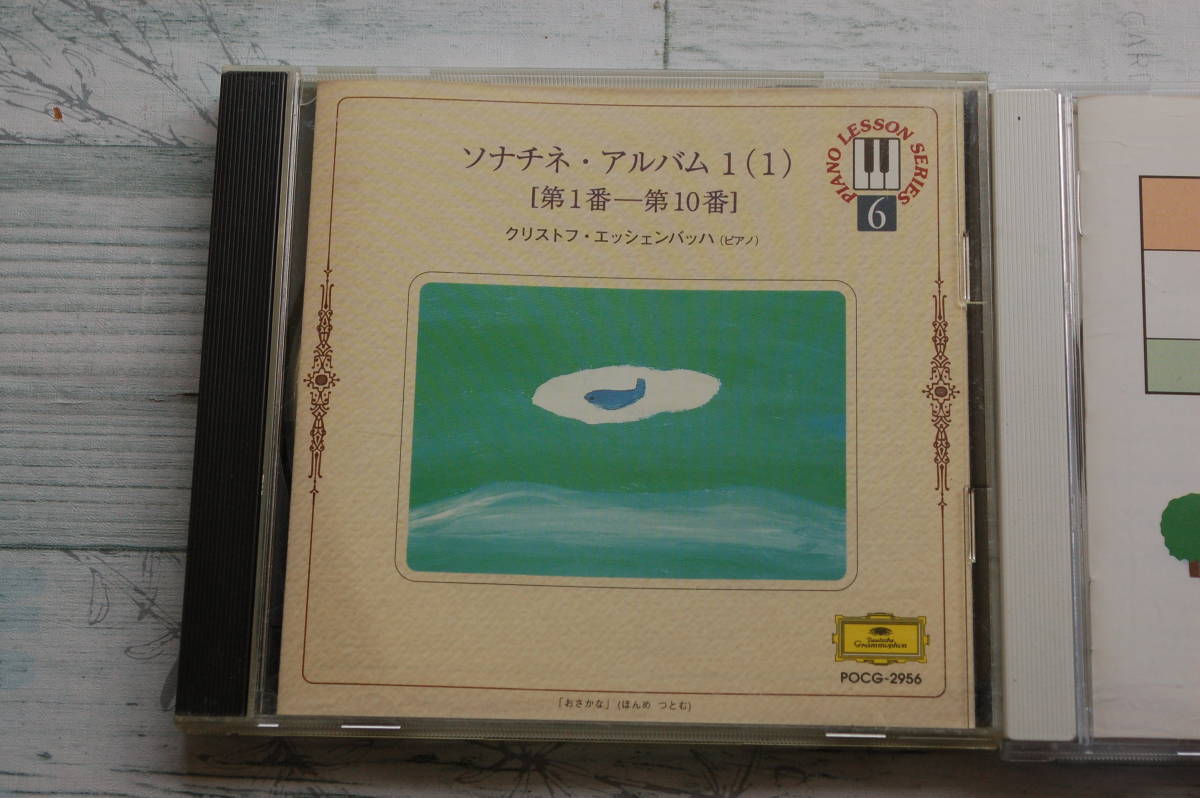 ソナチネ・アルバム 1(1)
[第1番―第10番]
クリストフ・エッシェンバッハ (ピアノ)
PIANO LESSON SERIES
6
Deutsche
Grammophon
POCG-2956
「おさかな」(ほんめ つとむ)